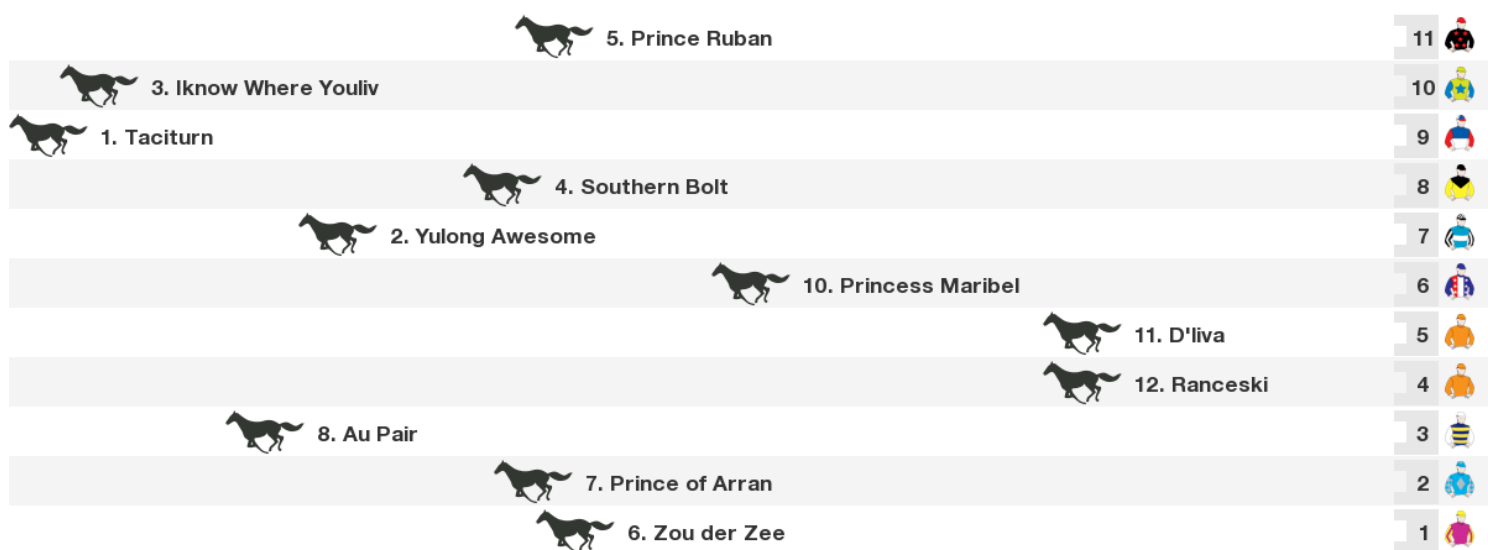 5. Prince Ruban 11
3. Iknow Where Youliv 10
1. Taciturn 9
4. Southern Bolt 8
2. Yulong Awesome 7
10. Princess Maribel 6
11. D'liva 5
12. Ranceski 4
8. Au Pair 3
7. Prince of Arran 2
6. Zou der Zee 1